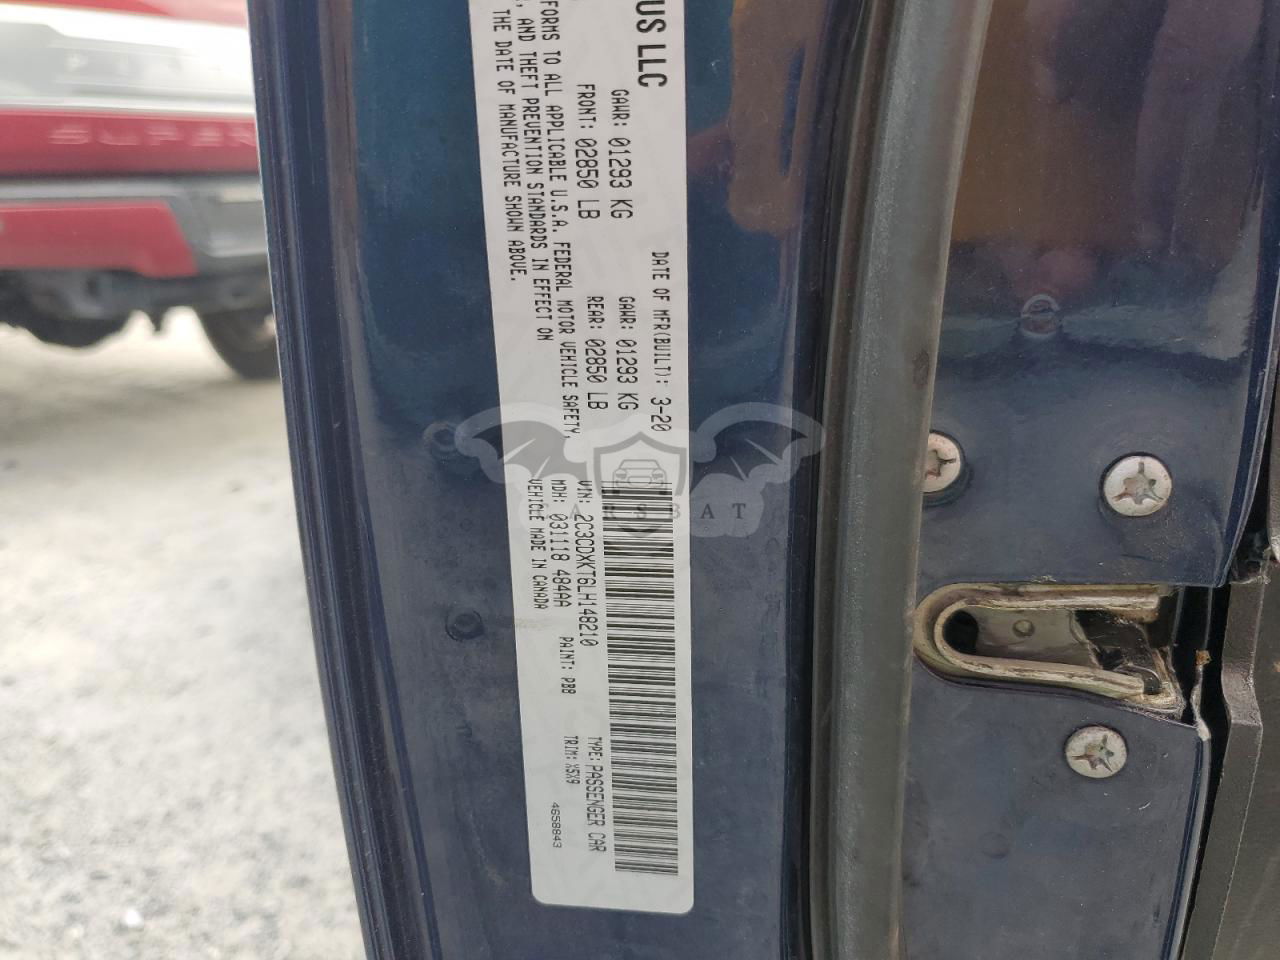 US LLC
GAWR: 01293 KG
FRONT: 02850 LB
DATE OF MFR(BUILT): 3-20
GAWR: 01293 KG
REAR: 02850 LB
FORMS TO ALL APPLICABLE U.S.A. FEDERAL MOTOR VEHICLE SAFETY,
AND THEFT PREVENTION STANDARDS IN EFFECT ON
THE DATE OF MANUFACTURE SHOWN ABOVE.
VIN: 2C3CDXKT6LH148210
TYPE: PASSENGER CAR
MDH: 031118 484AA
PAINT: PB8
TRIM: X5X9
VEHICLE MADE IN CANADA
4658843
CARSBAT
SUPER